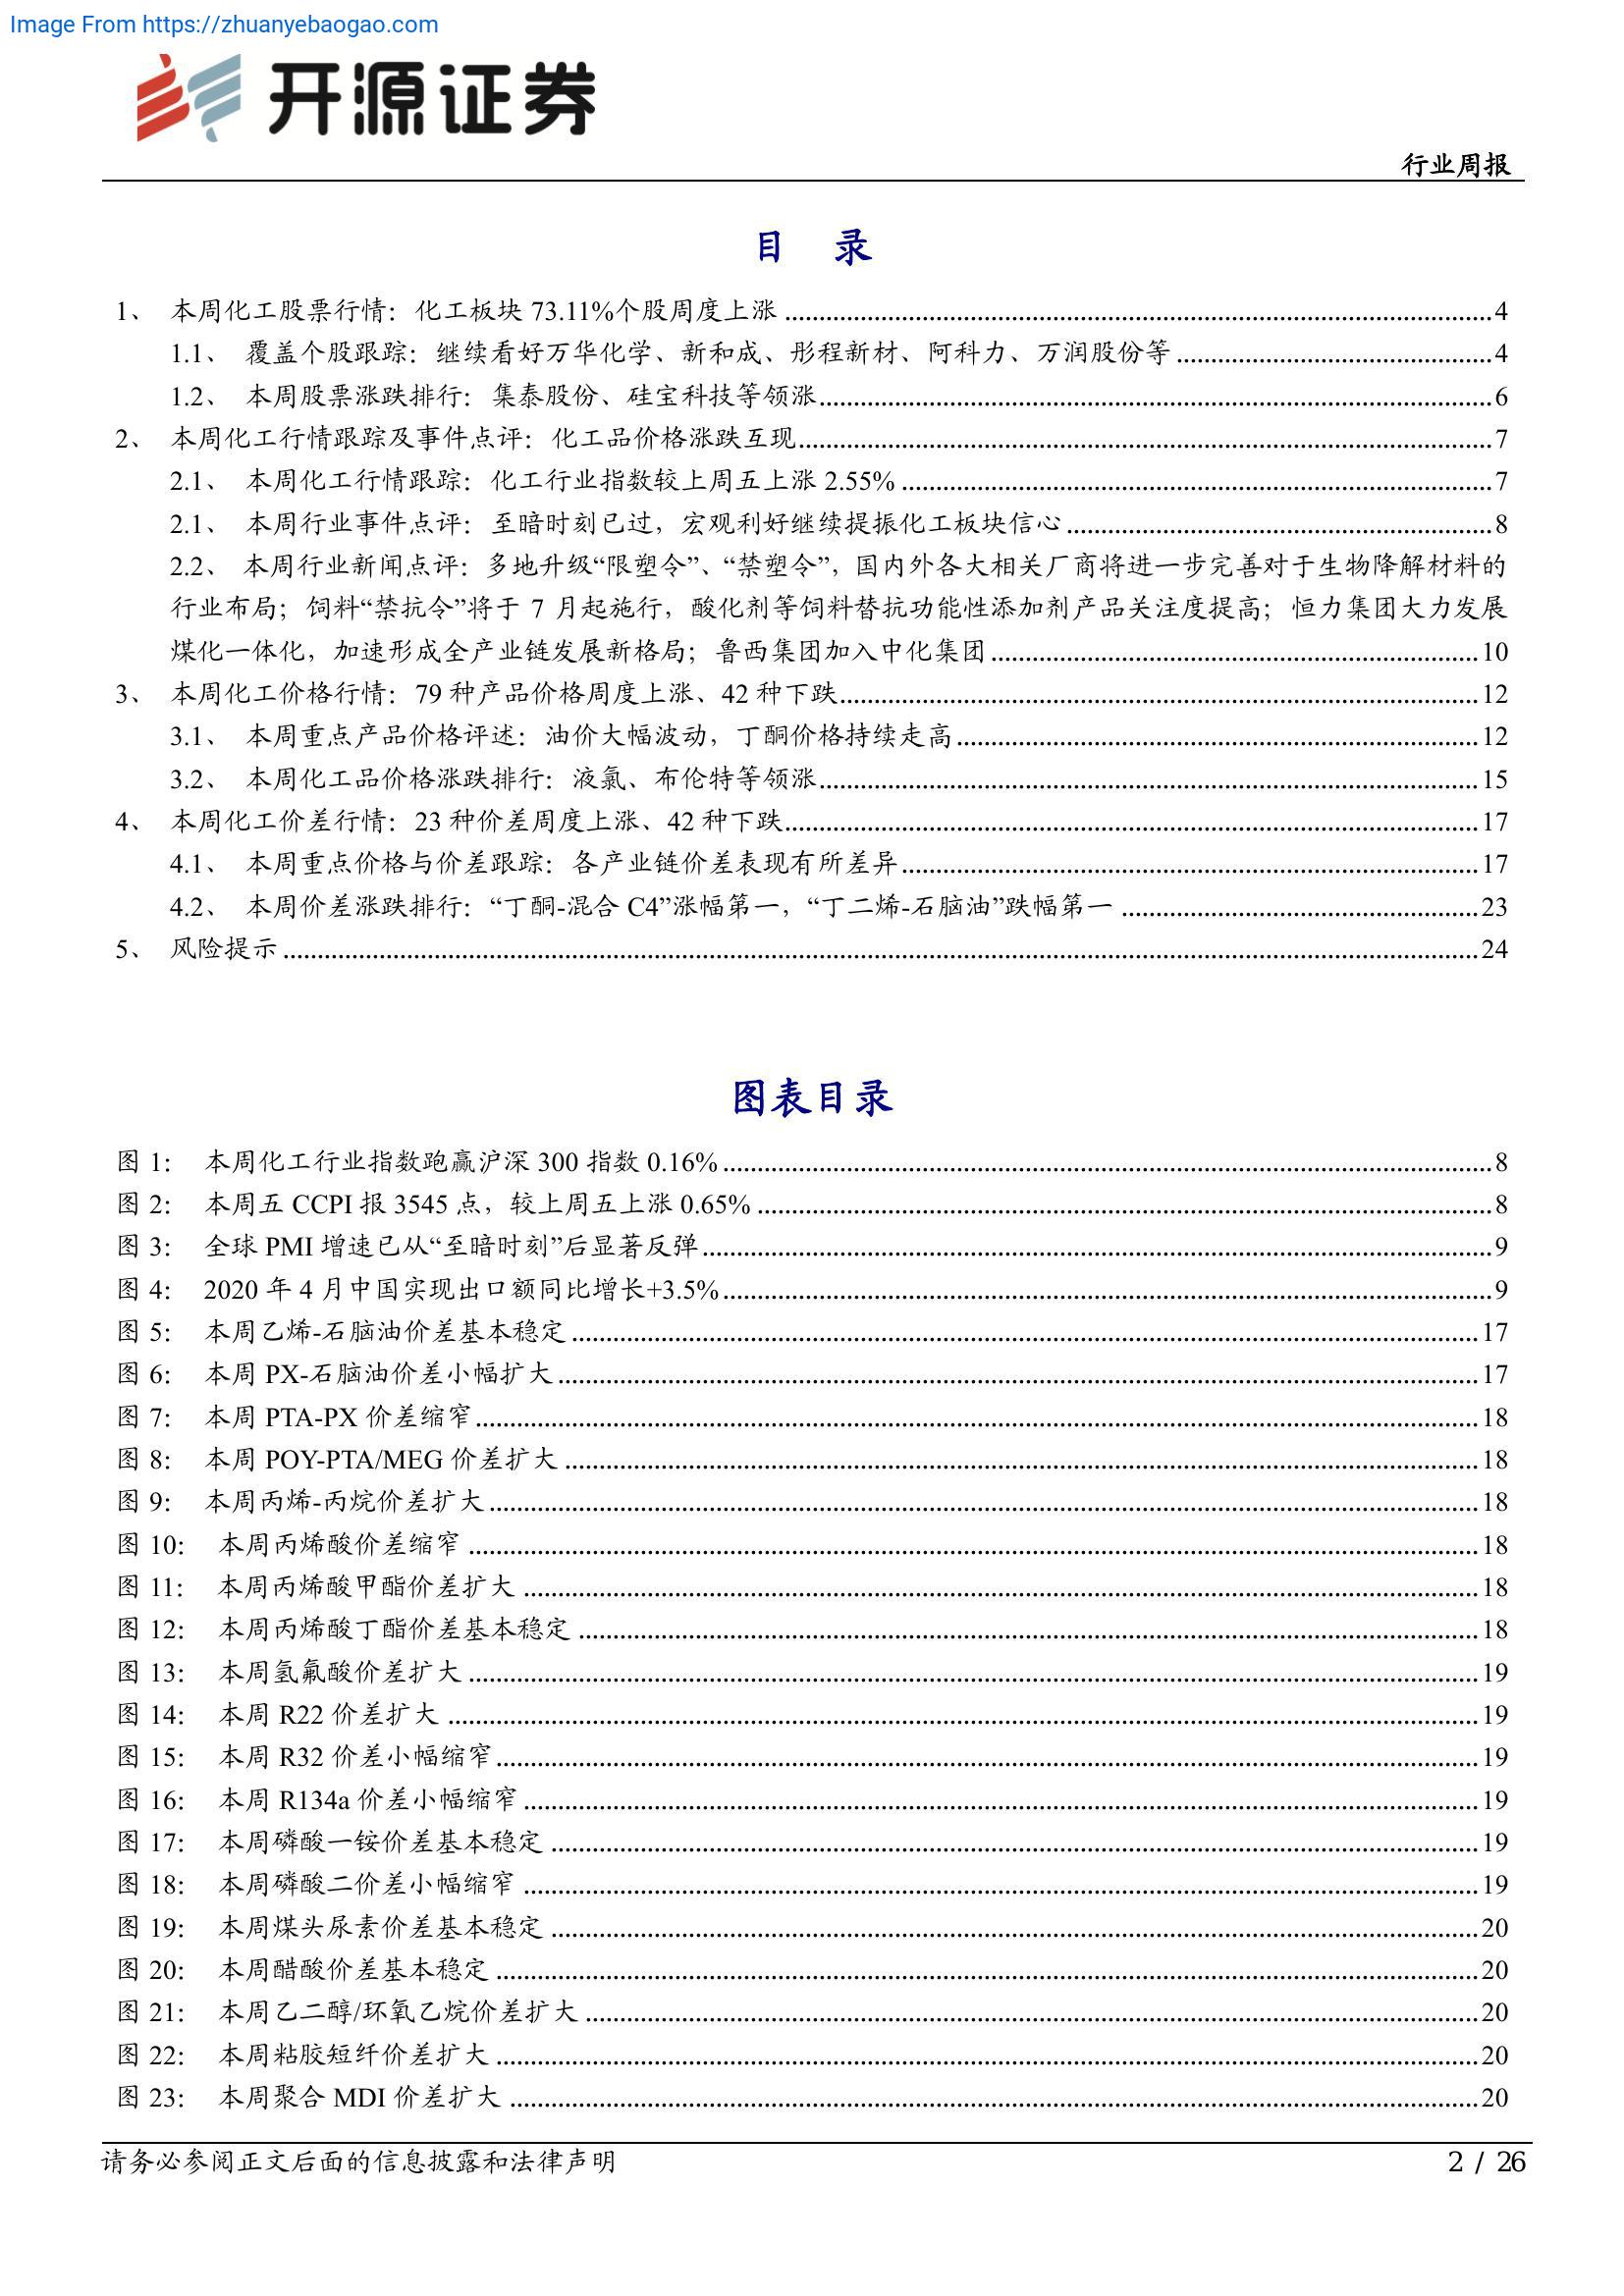 Image From https://zhuanyebaogao.com
开源证券
行业周报
目 录
1、 本周化工股票行情：化工板块 73.11%个股周度上涨 ........ 4
1.1、 覆盖个股跟踪：继续看好万华化学、新和成、彤程新材、阿科力、万润股份等 ........ 4
1.2、 本周股票涨跌排行：集泰股份、硅宝科技等领涨 ........ 6
2、 本周化工行情跟踪及事件点评：化工品价格涨跌互现 ........ 7
2.1、 本周化工行情跟踪：化工行业指数较上周五上涨 2.55% ........ 7
2.1、 本周行业事件点评：至暗时刻已过，宏观利好继续提振化工板块信心 ........ 8
2.2、 本周行业新闻点评：多地升级“限塑令”、“禁塑令”，国内外各大相关厂商将进一步完善对于生物降解材料的
行业布局；饲料“禁抗令”将于 7 月起施行，酸化剂等饲料替抗功能性添加剂产品关注度提高；恒力集团大力发展
煤化一体化，加速形成全产业链发展新格局；鲁西集团加入中化集团 ........ 10
3、 本周化工价格行情：79 种产品价格周度上涨、42 种下跌 ........ 12
3.1、 本周重点产品价格评述：油价大幅波动，丁酮价格持续走高 ........ 12
3.2、 本周化工品价格涨跌排行：液氯、布伦特等领涨 ........ 15
4、 本周化工价差行情：23 种价差周度上涨、42 种下跌 ........ 17
4.1、 本周重点价格与价差跟踪：各产业链价差表现有所差异 ........ 17
4.2、 本周价差涨跌排行：“丁酮-混合 C4”涨幅第一，“丁二烯-石脑油”跌幅第一 ........ 23
5、 风险提示 ........ 24
图表目录
图 1： 本周化工行业指数跑赢沪深 300 指数 0.16% ........ 8
图 2： 本周五 CCPI 报 3545 点，较上周五上涨 0.65% ........ 8
图 3： 全球 PMI 增速已从“至暗时刻”后显著反弹 ........ 9
图 4： 2020 年 4 月中国实现出口额同比增长+3.5% ........ 9
图 5： 本周乙烯-石脑油价差基本稳定 ........ 17
图 6： 本周 PX-石脑油价差小幅扩大 ........ 17
图 7： 本周 PTA-PX 价差缩窄 ........ 18
图 8： 本周 POY-PTA/MEG 价差扩大 ........ 18
图 9： 本周丙烯-丙烷价差扩大 ........ 18
图 10： 本周丙烯酸价差缩窄 ........ 18
图 11： 本周丙烯酸甲酯价差扩大 ........ 18
图 12： 本周丙烯酸丁酯价差基本稳定 ........ 18
图 13： 本周氢氟酸价差扩大 ........ 19
图 14： 本周 R22 价差扩大 ........ 19
图 15： 本周 R32 价差小幅缩窄 ........ 19
图 16： 本周 R134a 价差小幅缩窄 ........ 19
图 17： 本周磷酸一铵价差基本稳定 ........ 19
图 18： 本周磷酸二价差小幅缩窄 ........ 19
图 19： 本周煤头尿素价差基本稳定 ........ 20
图 20： 本周醋酸价差基本稳定 ........ 20
图 21： 本周乙二醇/环氧乙烷价差扩大 ........ 20
图 22： 本周粘胶短纤价差扩大 ........ 20
图 23： 本周聚合 MDI 价差扩大 ........ 20
请务必参阅正文后面的信息披露和法律声明
2 / 26